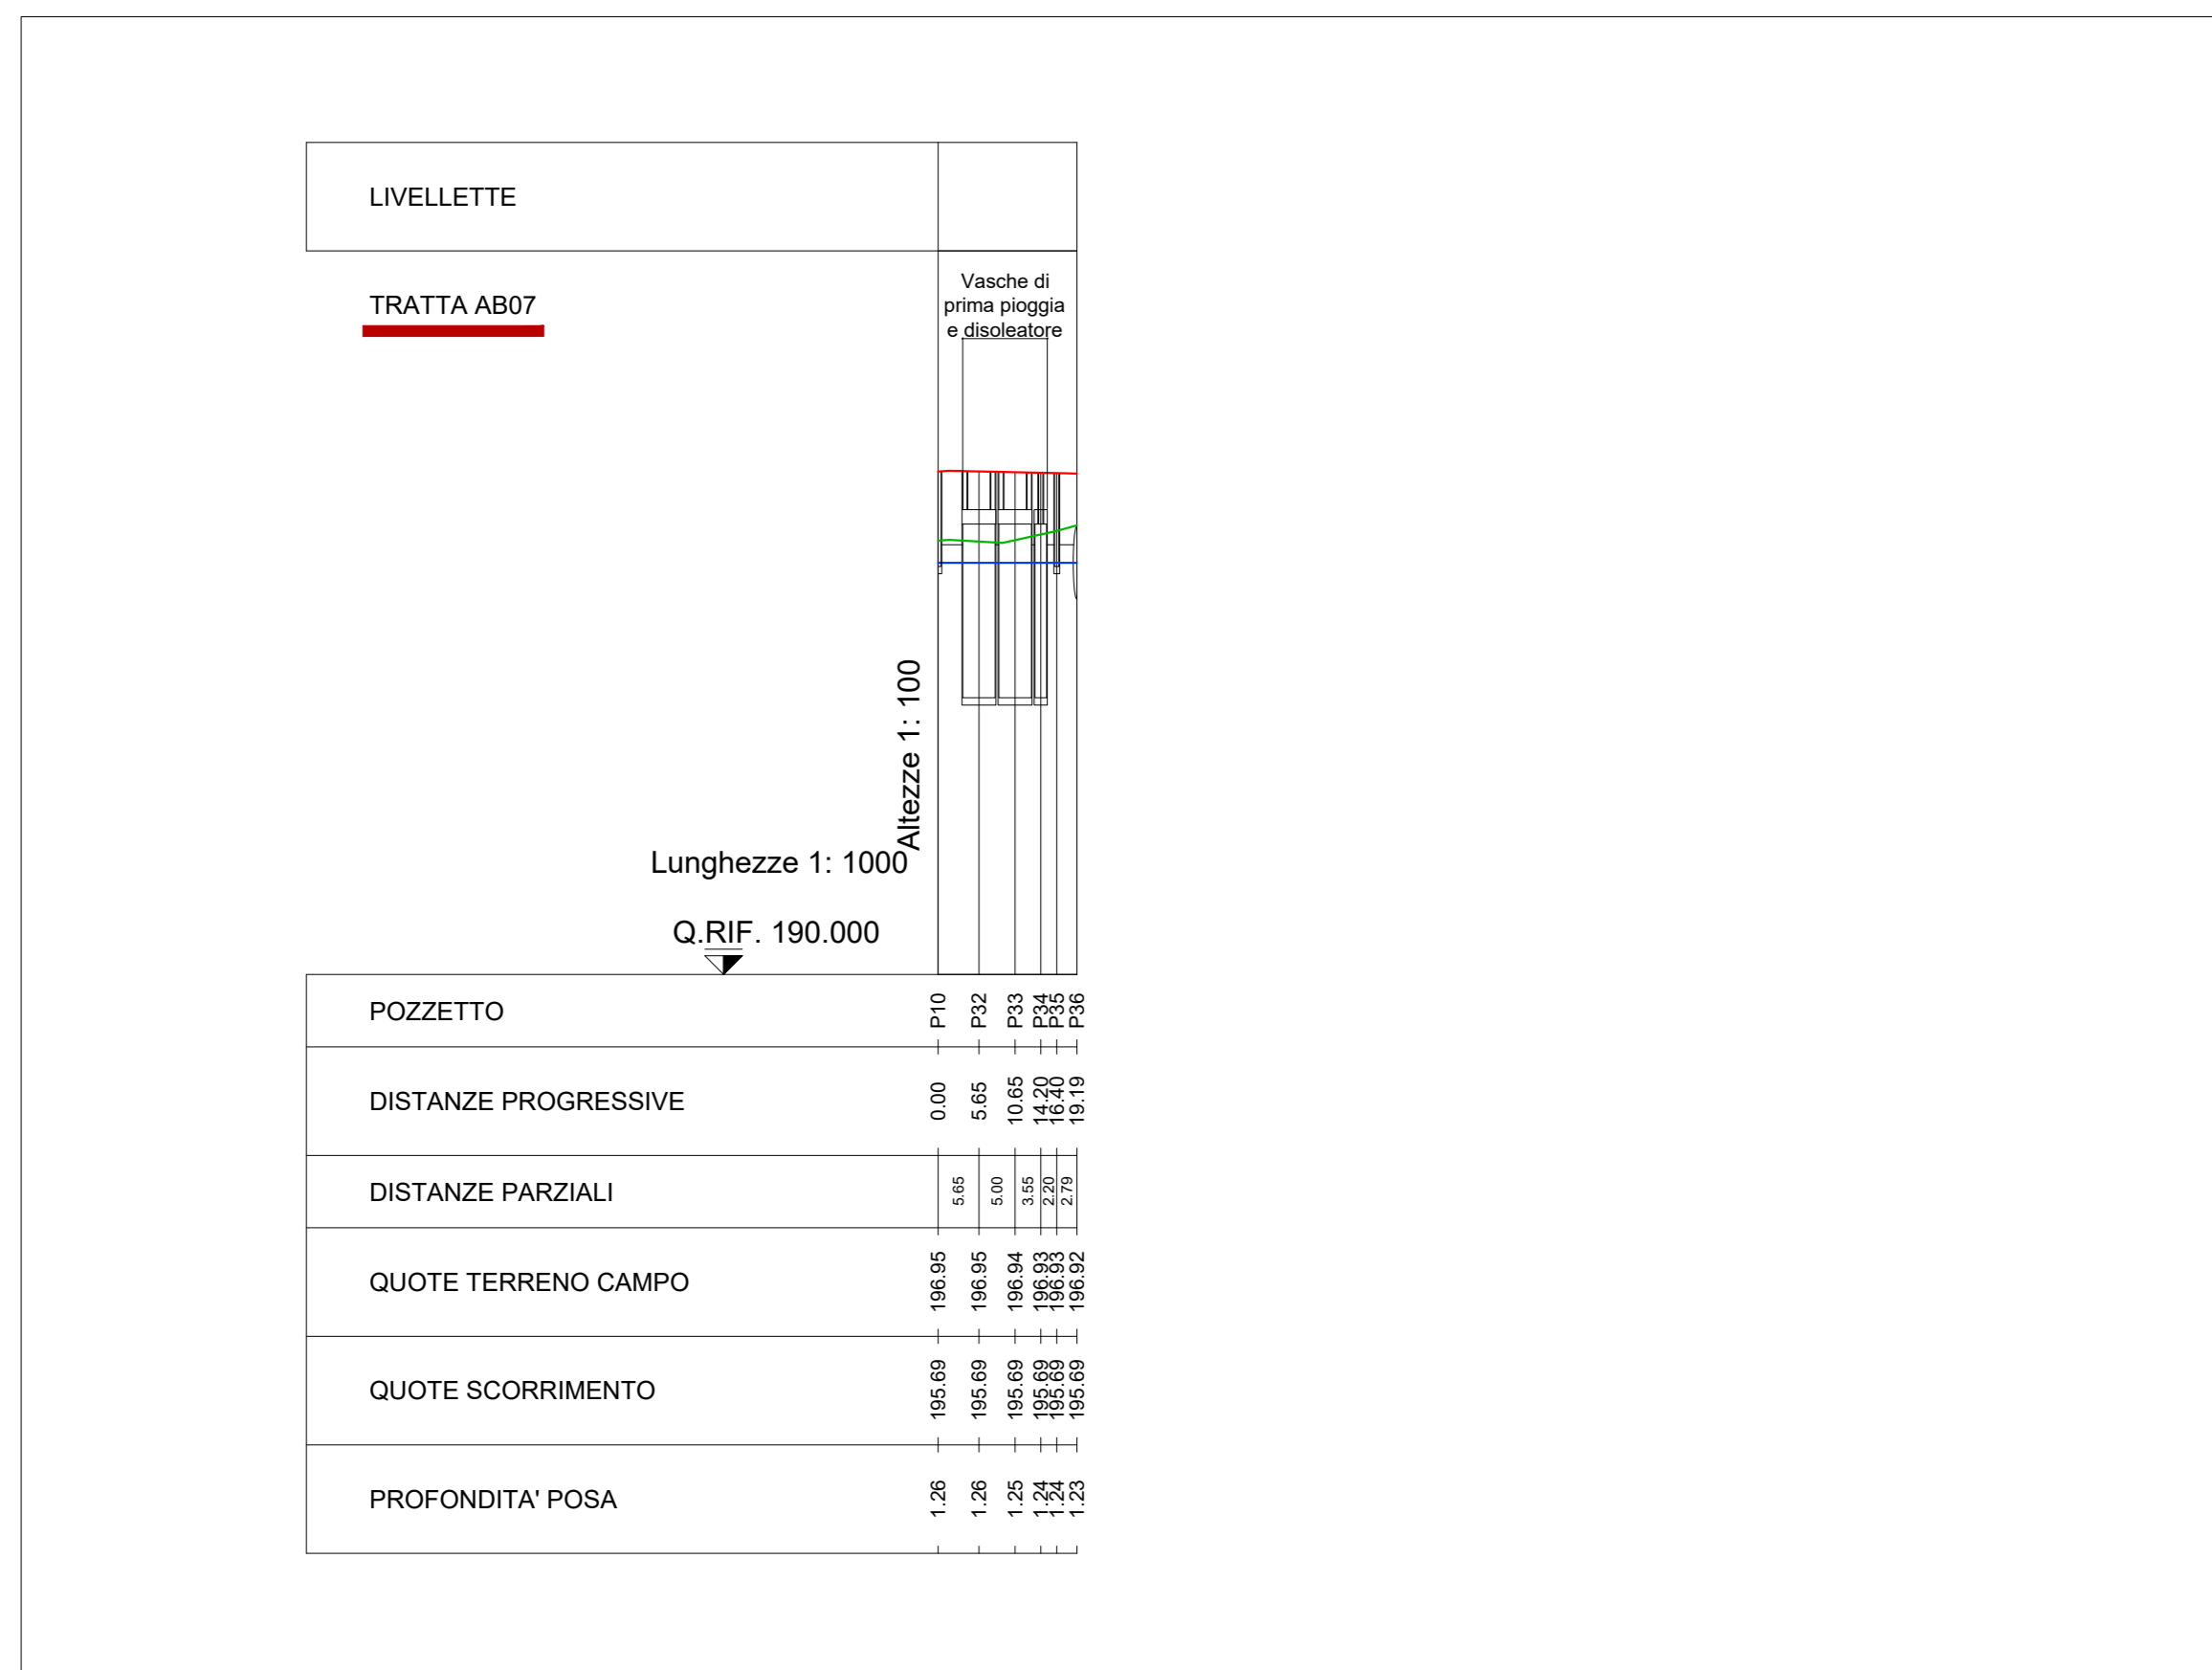 LIVELLETTE
TRATTA AB07
Vasche di
prima pioggia
e disoleatore
Altezze 1: 100
Lunghezze 1: 1000
Q.RIF. 190.000
POZZETTO P10 P32 P33 P34 P35 P36
DISTANZE PROGRESSIVE 0.00 5.65 10.65 14.20 16.40 19.19
DISTANZE PARZIALI 5.65 5.00 3.55 2.20 2.79
QUOTE TERRENO CAMPO 196.95 196.95 196.94 196.93 196.93 196.92
QUOTE SCORRIMENTO 195.69 195.69 195.69 195.69 195.69 195.69
PROFONDITA' POSA 1.26 1.26 1.25 1.24 1.24 1.23